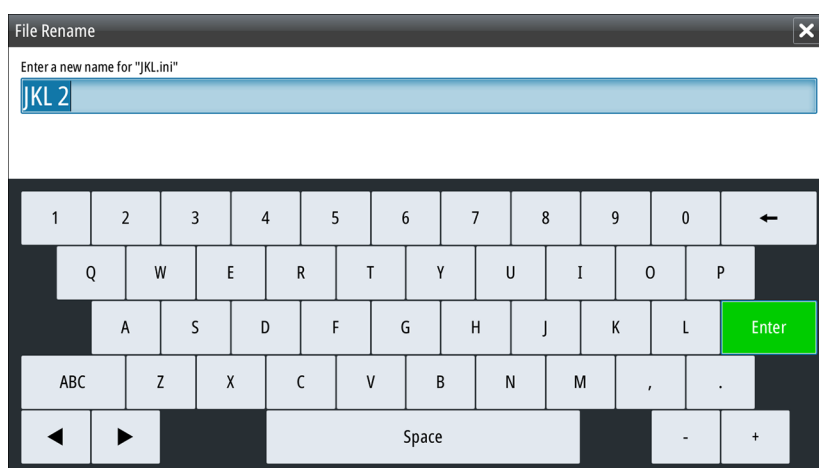 File Rename
Enter a new name for "JKL.ini"
JKL 2
1 2 3 4 5 6 7 8 9 0
Q W E R T Y U I O P
A S D F G H J K L Enter
ABC Z X C V B N M , .
Space - +